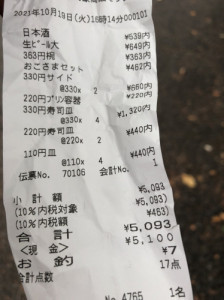 2021年10月19日(火)16時14分000101
日本酒 ¥539内
生ビール大 ¥649内
363円椀 ¥363内
おこさまセット ¥462内
330円サイド
@330x 2 ¥660内
220円プリン容器 ¥220内
330円寿司皿
@330x 4 ¥1,320内
220円寿司皿
@220x 2 ¥440内
110円皿
@110x 4 ¥440内
伝票No. 70106 会計No. 1
小計額 ¥5,093
(10%内税対象 ¥5,093)
(10%内税額 ¥463)
合計 ¥5,093
<現金> ¥5,100
お釣 ¥7
合計点数 17点
No.4765 1名